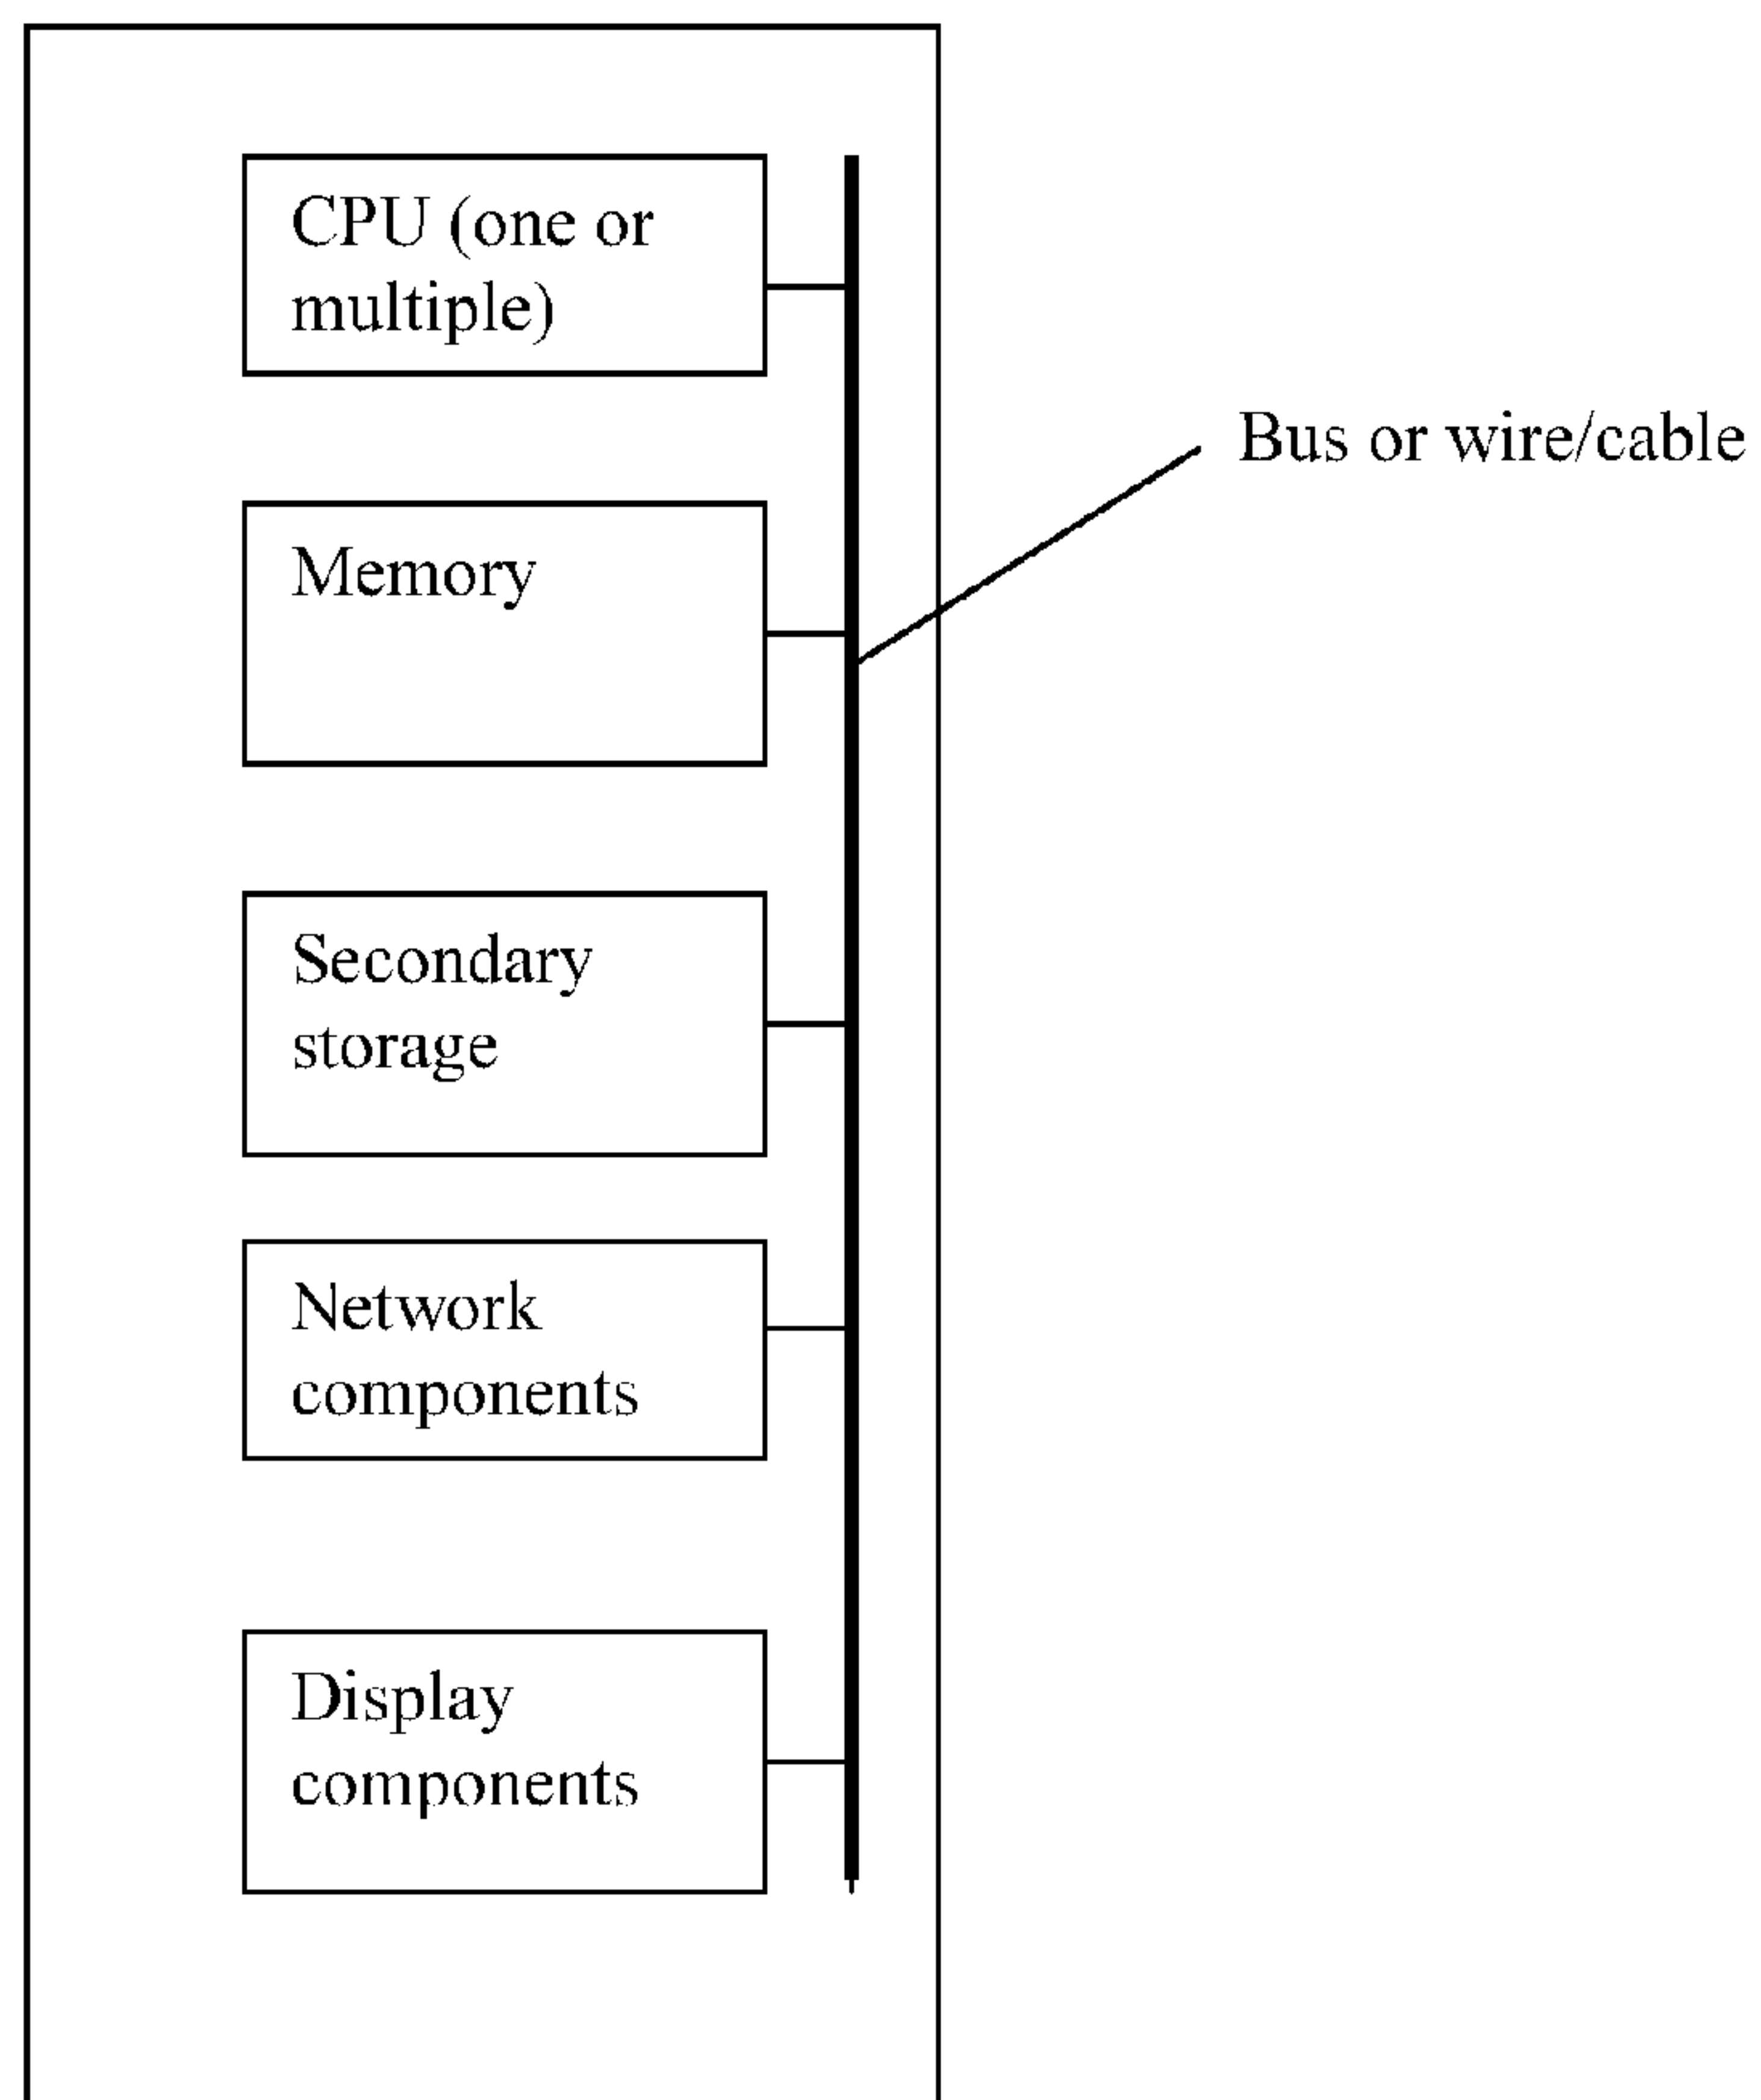 CPU (one or
multiple)
Bus or wire/cable
Memory
Secondary
storage
Network
components
Display
components